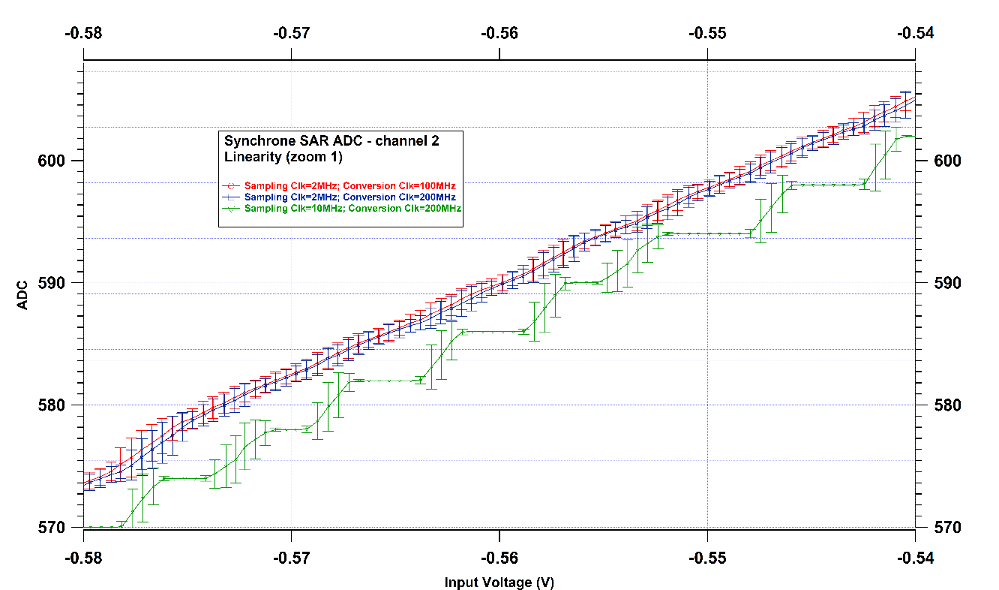 -0.58 -0.57 -0.56 -0.55 -0.54
Synchrone SAR ADC - channel 2
Linearity (zoom 1)
Sampling Clk=2MHz; Conversion Clk=100MHz
Sampling Clk=2MHz; Conversion Clk=200MHz
Sampling Clk=10MHz; Conversion Clk=200MHz
600 600
590 590
ADC
580 580
570 570
-0.58 -0.57 -0.56 -0.55 -0.54
Input Voltage (V)